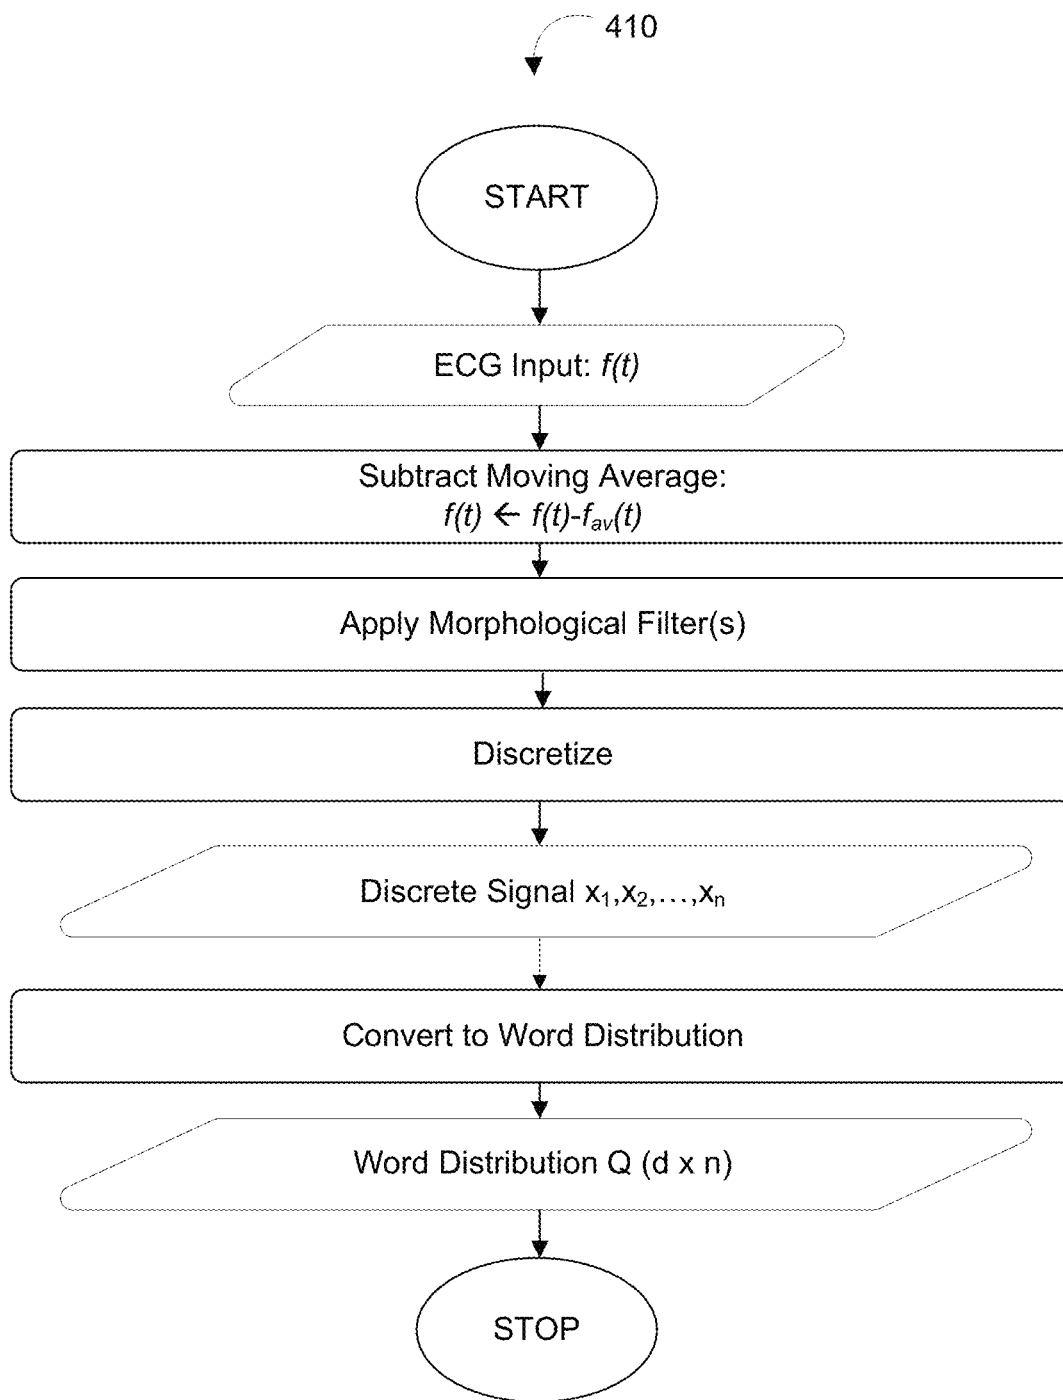 410
START
ECG Input: f(t)
Subtract Moving Average:
f(t) ← f(t)-fav(t)
Apply Morphological Filter(s)
Discretize
Discrete Signal x1,x2,…,xn
Convert to Word Distribution
Word Distribution Q (d x n)
STOP